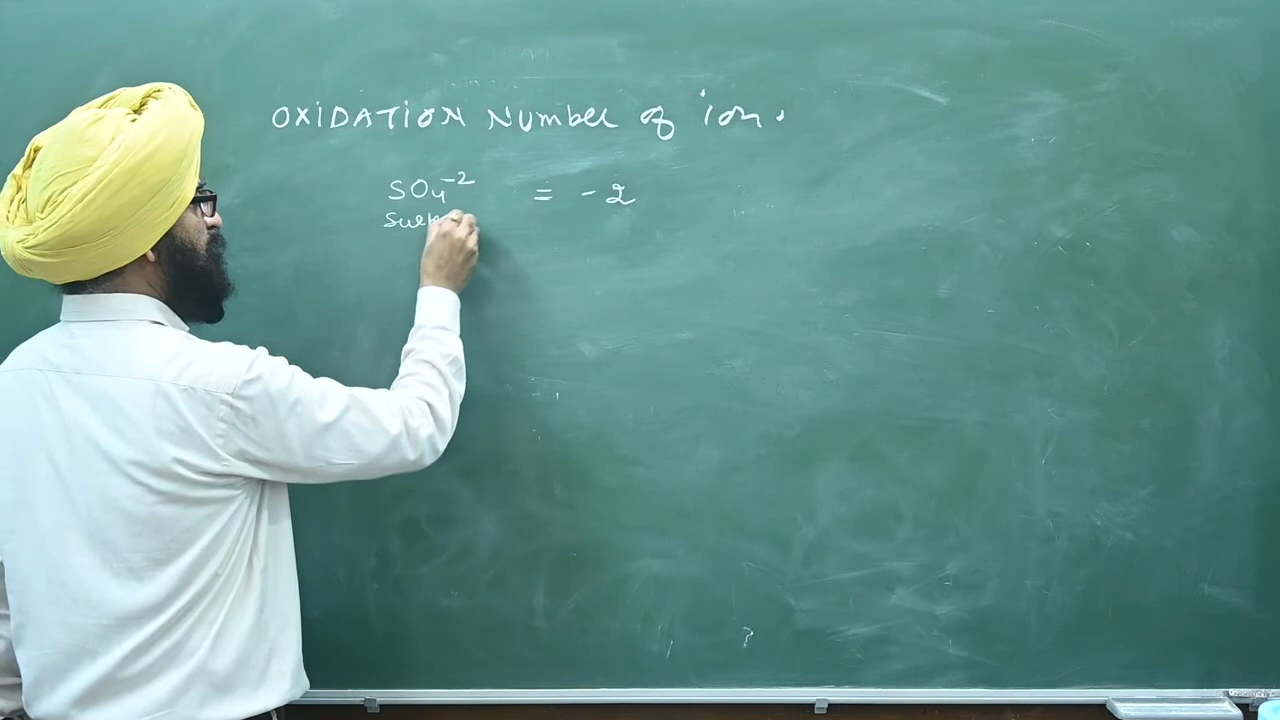 OXIDATION Number of ion.
SO₄⁻² = -2